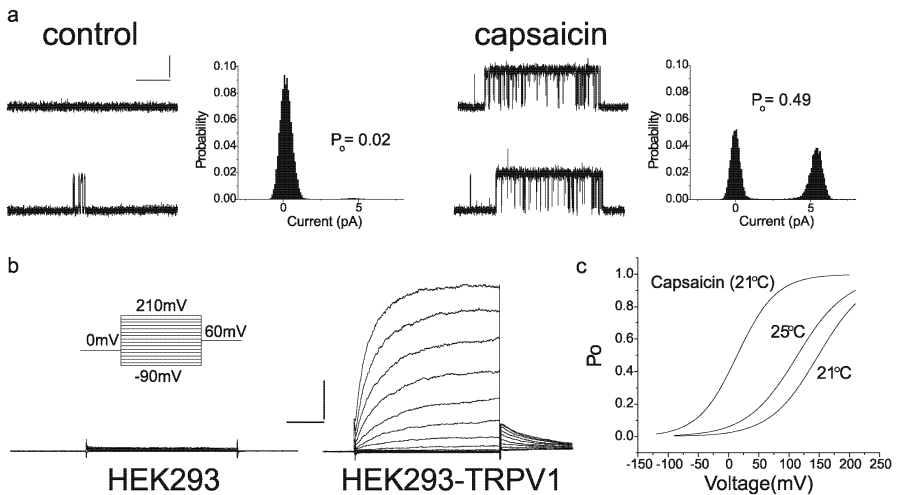 a
control
capsaicin
0.10
0.08
0.06
0.04
0.02
0.00
Probability
Po= 0.02
0
5
Current (pA)
0.10
0.08
0.06
0.04
0.02
0.00
Probability
Po= 0.49
0
5
Current (pA)
b
210mV
0mV
60mV
-90mV
HEK293
HEK293-TRPV1
c
1.0
0.8
0.6
0.4
0.2
0.0
Po
Capsaicin (21ºC)
25ºC
21ºC
-150 -100 -50 0 50 100 150 200 250
Voltage(mV)